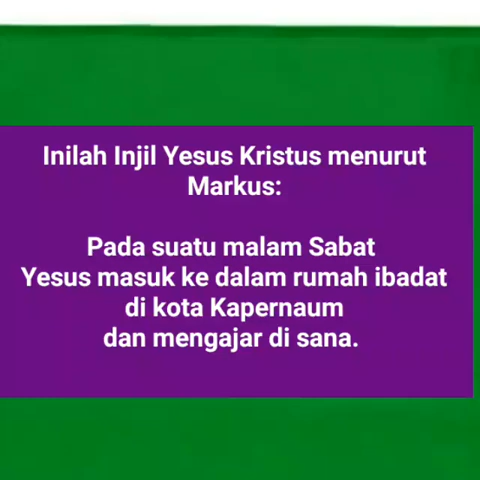 Inilah Injil Yesus Kristus menurut
Markus:
Pada suatu malam Sabat
Yesus masuk ke dalam rumah ibadat
di kota Kapernaum
dan mengajar di sana.